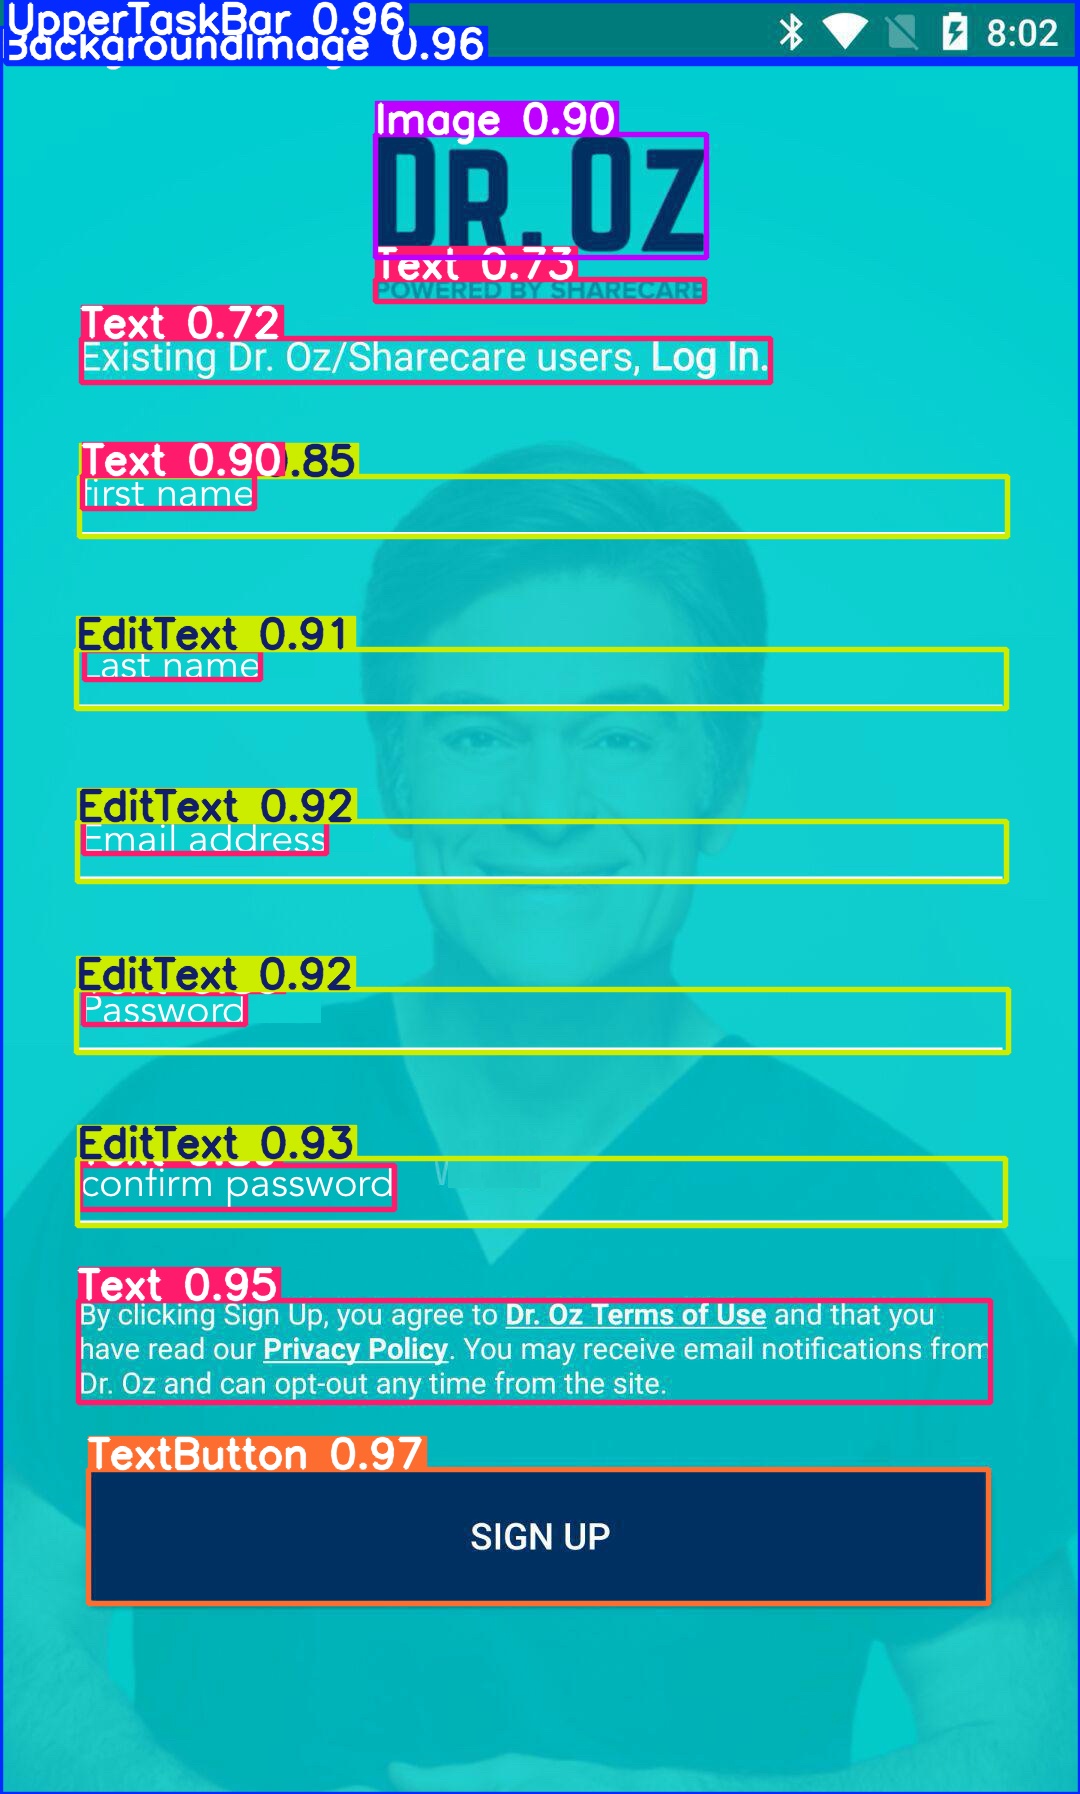 UpperTaskBar 0.96
BackgroundImage 0.96
8:02
Image 0.90
DR. OZ
Text 0.73
POWERED BY SHARECARE
Text 0.72
Existing Dr. Oz/Sharecare users, Log In.
Text 0.90 .85
first name
EditText 0.91
Last name
EditText 0.92
Email address
EditText 0.92
Password
EditText 0.93
confirm password
Text 0.95
By clicking Sign Up, you agree to Dr. Oz Terms of Use and that you
have read our Privacy Policy. You may receive email notifications from
Dr. Oz and can opt-out any time from the site.
TextButton 0.97
SIGN UP